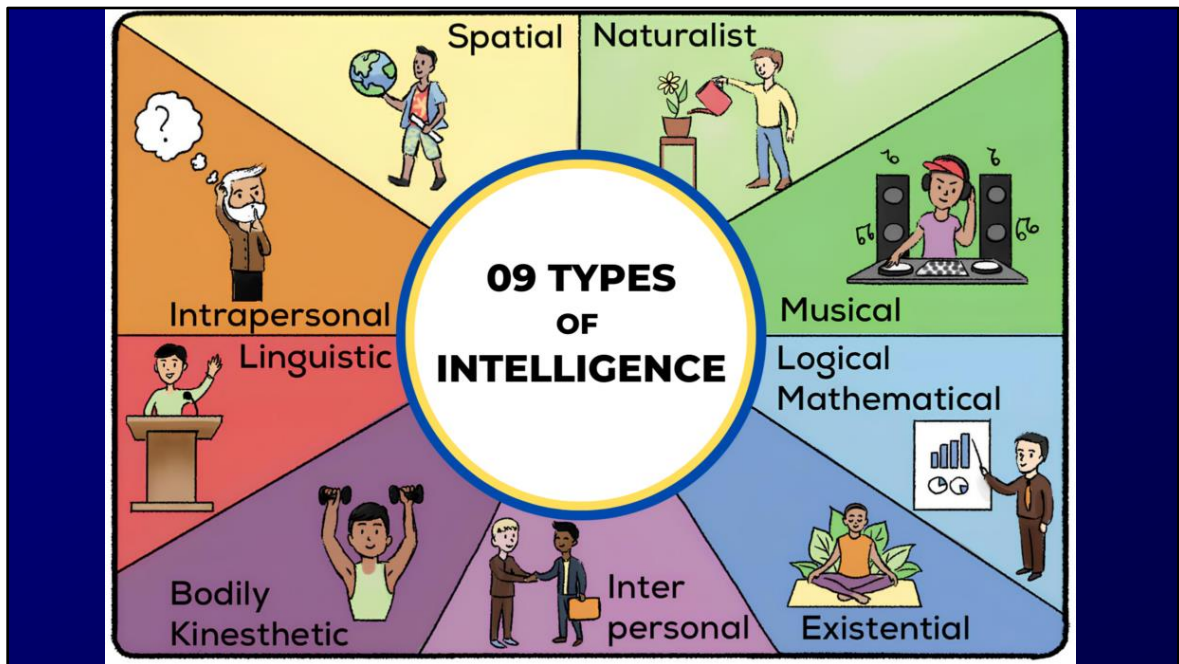 Spatial
Naturalist
Intrapersonal
Musical
09 TYPES
OF
INTELLIGENCE
Linguistic
Logical
Mathematical
Bodily
Kinesthetic
Inter
personal
Existential
?